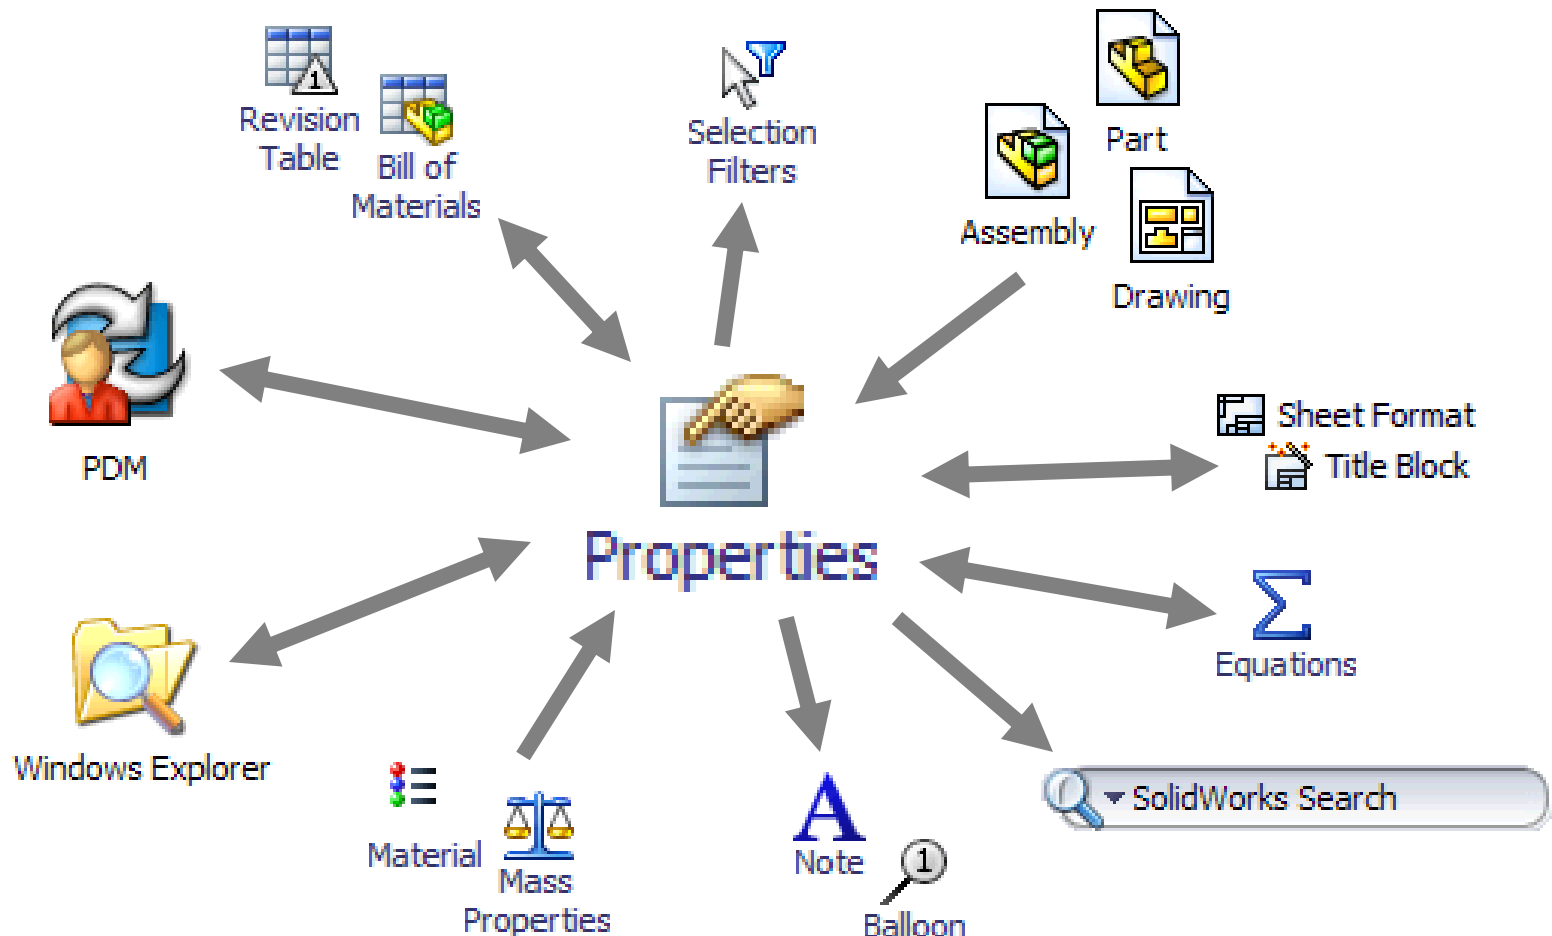 1
Revision
Table
Bill of
Materials
Selection
Filters
Part
Assembly
Drawing
PDM
Sheet Format
Title Block
Properties
Equations
Windows Explorer
Material
Mass
Properties
A
Note
1
Balloon
SolidWorks Search